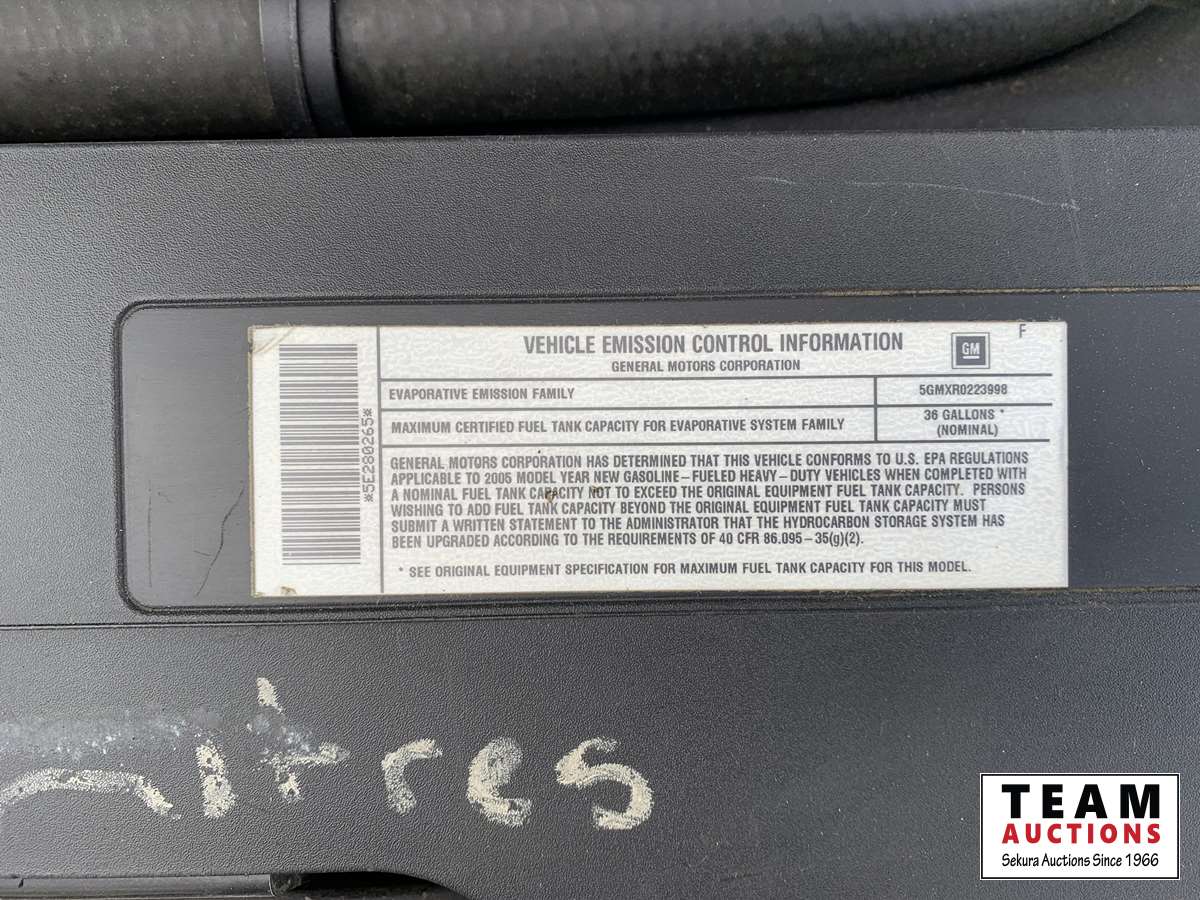 VEHICLE EMISSION CONTROL INFORMATION
GENERAL MOTORS CORPORATION
GM
F
EVAPORATIVE EMISSION FAMILY
5GMXR0223998
MAXIMUM CERTIFIED FUEL TANK CAPACITY FOR EVAPORATIVE SYSTEM FAMILY
36 GALLONS *
(NOMINAL)
*5E280265*
GENERAL MOTORS CORPORATION HAS DETERMINED THAT THIS VEHICLE CONFORMS TO U.S. EPA REGULATIONS
APPLICABLE TO 2005 MODEL YEAR NEW GASOLINE-FUELED HEAVY-DUTY VEHICLES WHEN COMPLETED WITH
A NOMINAL FUEL TANK CAPACITY NOT TO EXCEED THE ORIGINAL EQUIPMENT FUEL TANK CAPACITY. PERSONS
WISHING TO ADD FUEL TANK CAPACITY BEYOND THE ORIGINAL EQUIPMENT FUEL TANK CAPACITY MUST
SUBMIT A WRITTEN STATEMENT TO THE ADMINISTRATOR THAT THE HYDROCARBON STORAGE SYSTEM HAS
BEEN UPGRADED ACCORDING TO THE REQUIREMENTS OF 40 CFR 86.095-35(g)(2).
* SEE ORIGINAL EQUIPMENT SPECIFICATION FOR MAXIMUM FUEL TANK CAPACITY FOR THIS MODEL.
TEAM
AUCTIONS
Sekura Auctions Since 1966